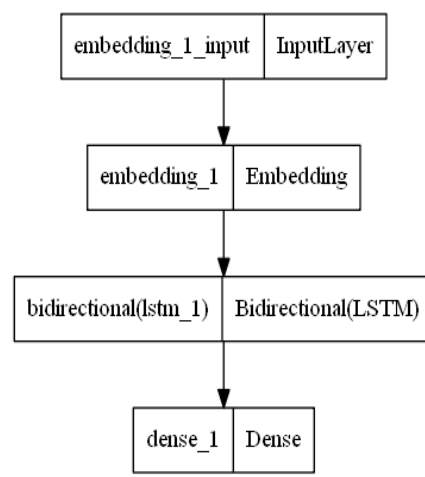 embedding_1_input InputLayer
embedding_1 Embedding
bidirectional(lstm_1) Bidirectional(LSTM)
dense_1 Dense